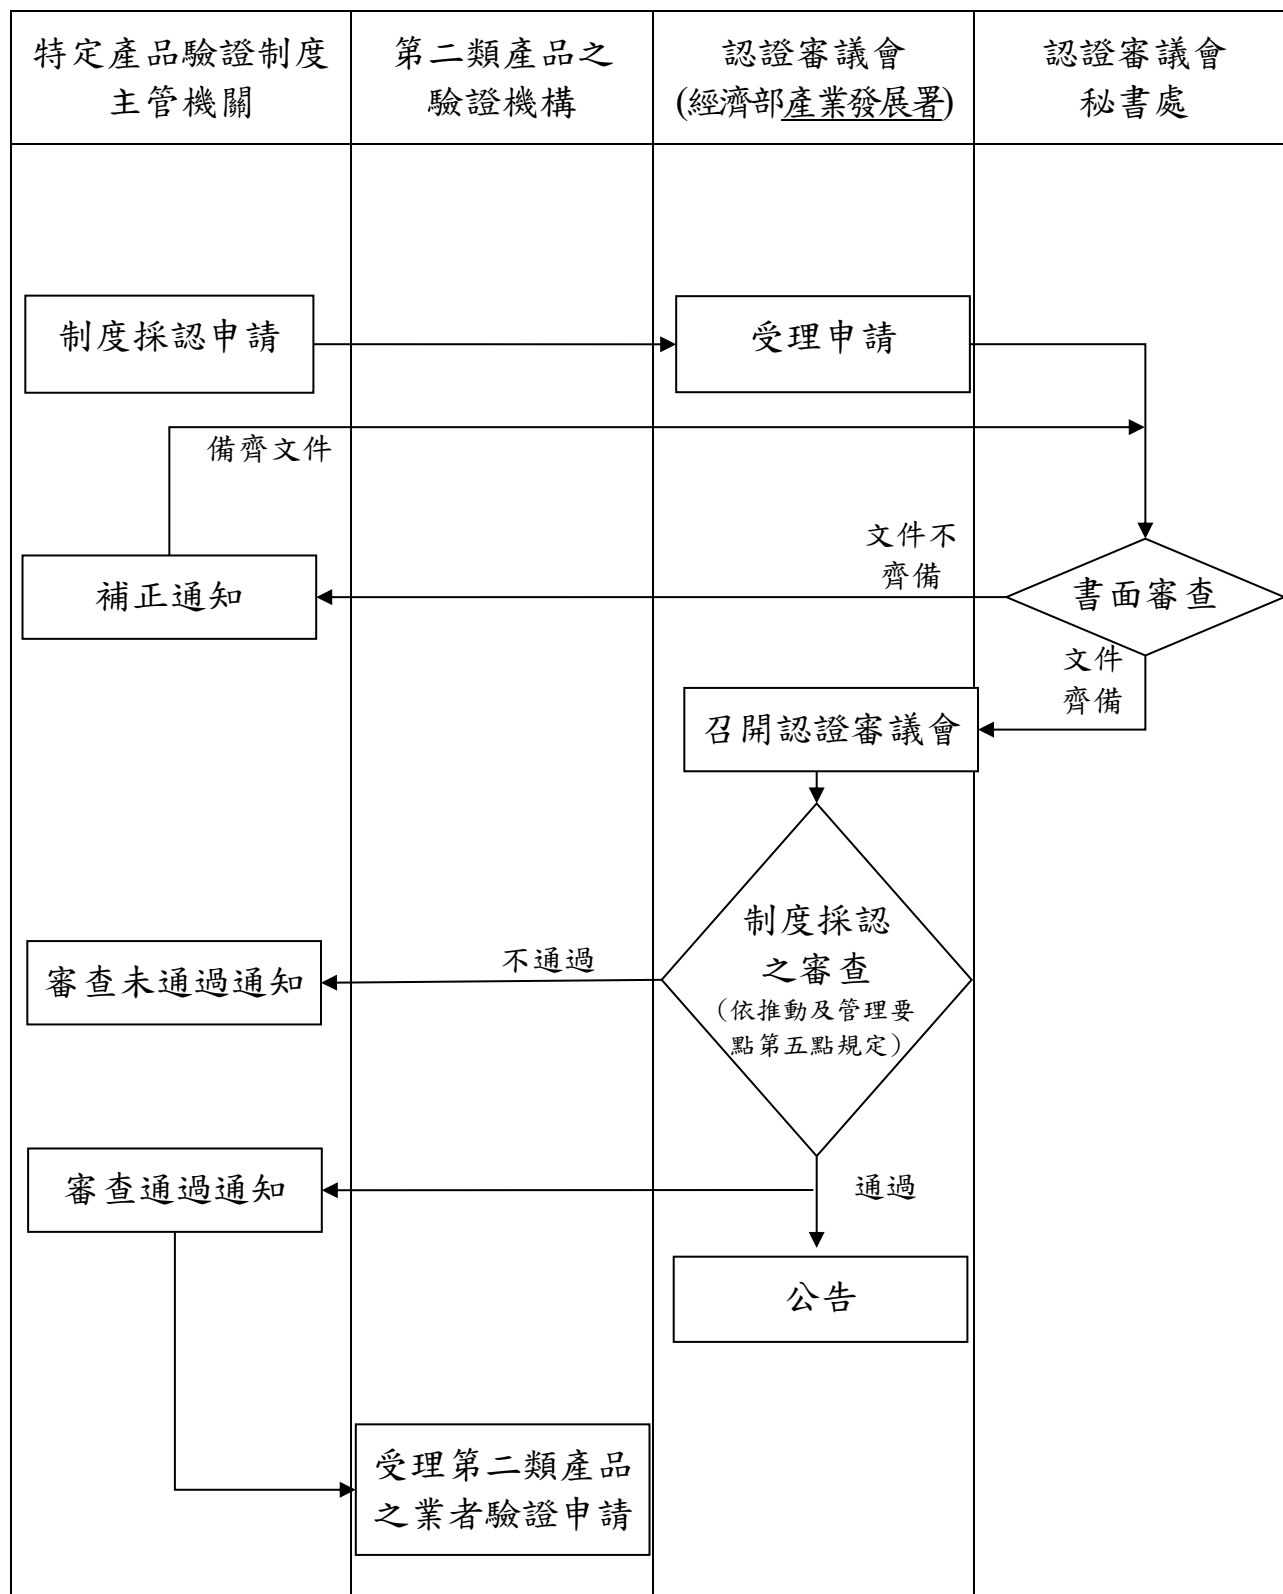 特定產品驗證制度
主管機關
第二類產品之
驗證機構
認證審議會
(經濟部產業發展署)
認證審議會
秘書處
制度採認申請
受理申請
備齊文件
文件不
齊備
補正通知
書面審查
文件
齊備
召開認證審議會
制度採認
之審查
（依推動及管理要
點第五點規定）
不通過
審查未通過通知
審查通過通知
通過
公告
受理第二類產品
之業者驗證申請